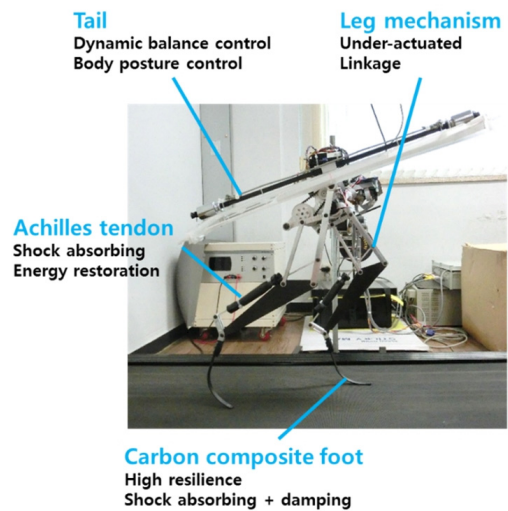 Tail
Dynamic balance control
Body posture control
Leg mechanism
Under-actuated
Linkage
Achilles tendon
Shock absorbing
Energy restoration
Carbon composite foot
High resilience
Shock absorbing + damping